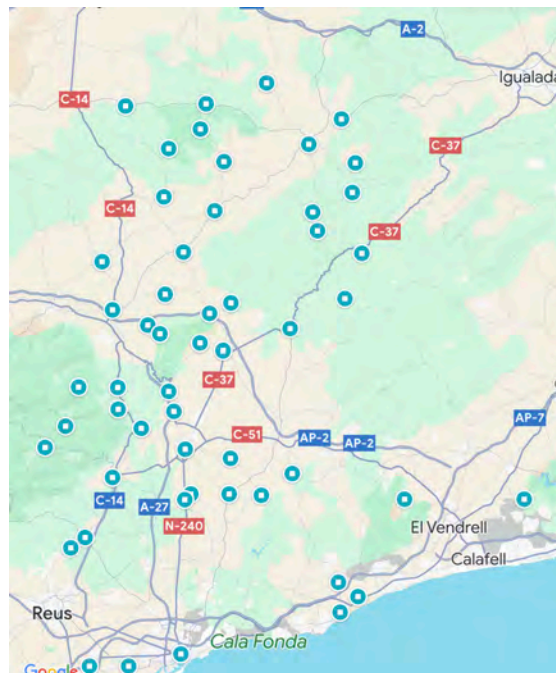 A-2
Igualada
C-14
C-37
C-14
C-37
C-37
AP-7
C-51
AP-2
AP-2
C-14
A-27
N-240
El Vendrell
Calafell
Reus
Cala Fonda
Google